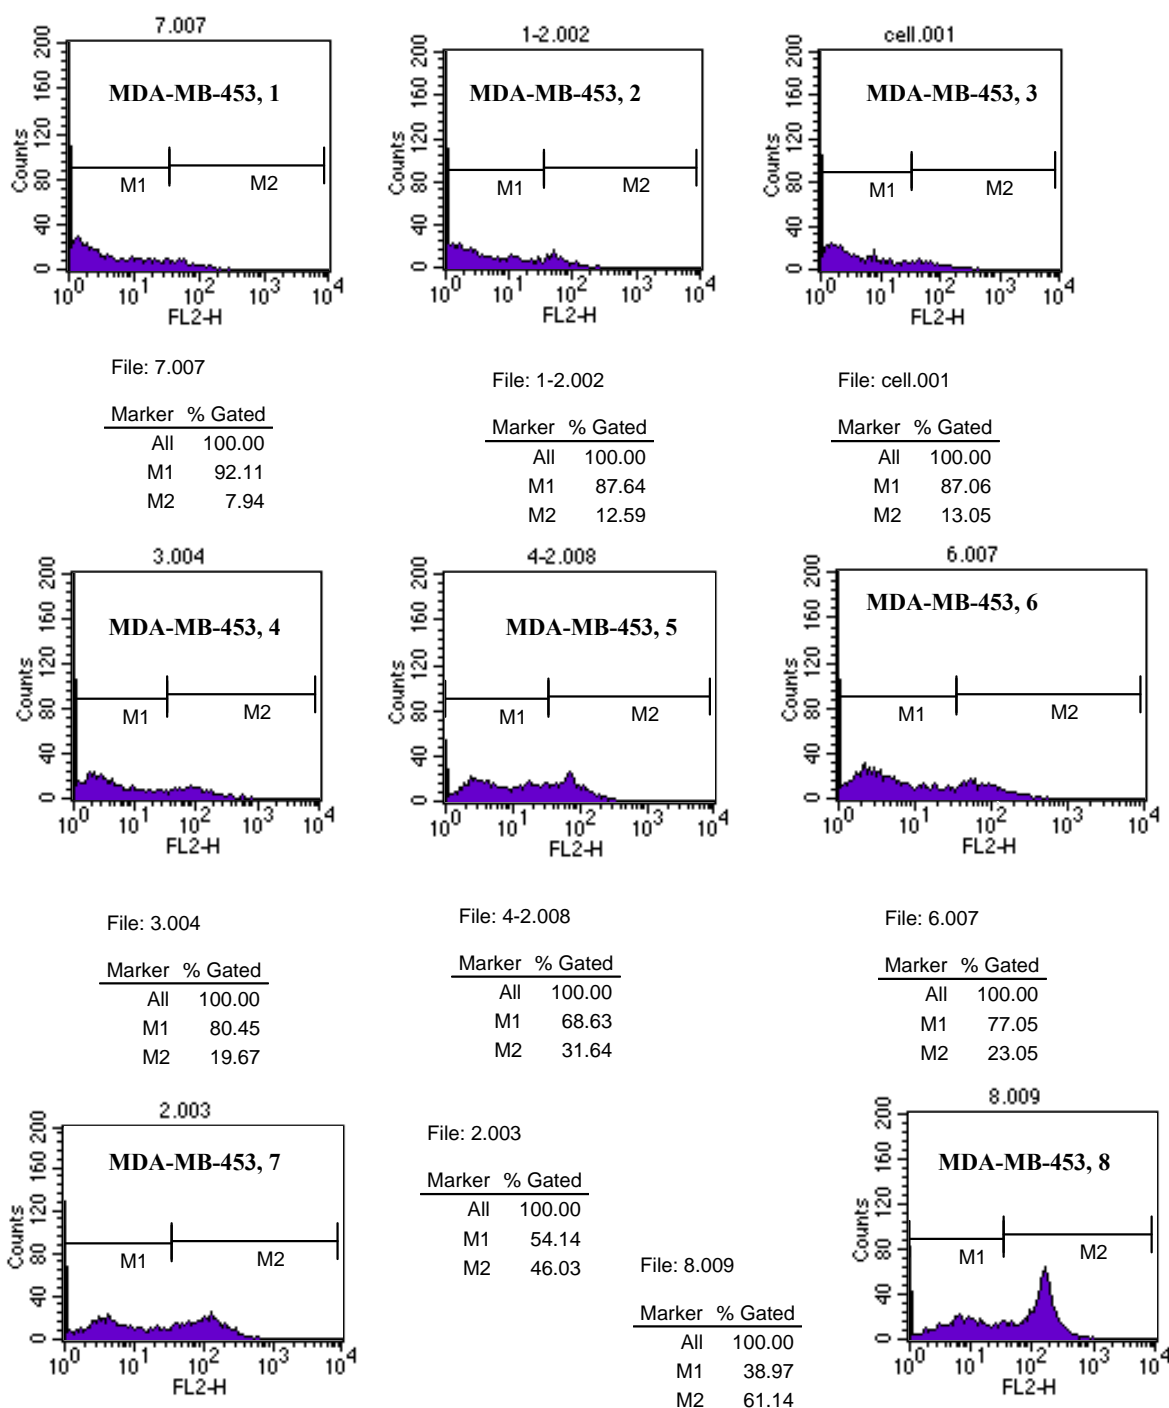 7.007
200
160
120
80
40
0
Counts
MDA-MB-453, 1
M1 M2
10^0 10^1 10^2 10^3 10^4
FL2-H
1-2.002
200
160
120
80
40
0
Counts
MDA-MB-453, 2
M1 M2
10^0 10^1 10^2 10^3 10^4
FL2-H
cell.001
200
160
120
80
40
0
Counts
MDA-MB-453, 3
M1 M2
10^0 10^1 10^2 10^3 10^4
FL2-H
File: 7.007
Marker % Gated
All 100.00
M1 92.11
M2 7.94
File: 1-2.002
Marker % Gated
All 100.00
M1 87.64
M2 12.59
File: cell.001
Marker % Gated
All 100.00
M1 87.06
M2 13.05
3.004
200
160
120
80
40
0
Counts
MDA-MB-453, 4
M1 M2
10^0 10^1 10^2 10^3 10^4
FL2-H
4-2.008
200
160
120
80
40
0
Counts
MDA-MB-453, 5
M1 M2
10^0 10^1 10^2 10^3 10^4
FL2-H
6.007
200
160
120
80
40
0
Counts
MDA-MB-453, 6
M1 M2
10^0 10^1 10^2 10^3 10^4
FL2-H
File: 3.004
Marker % Gated
All 100.00
M1 80.45
M2 19.67
File: 4-2.008
Marker % Gated
All 100.00
M1 68.63
M2 31.64
File: 6.007
Marker % Gated
All 100.00
M1 77.05
M2 23.05
2.003
200
160
120
80
40
0
Counts
MDA-MB-453, 7
M1 M2
10^0 10^1 10^2 10^3 10^4
FL2-H
File: 2.003
Marker % Gated
All 100.00
M1 54.14
M2 46.03
File: 8.009
Marker % Gated
All 100.00
M1 38.97
M2 61.14
8.009
200
160
120
80
40
0
Counts
MDA-MB-453, 8
M1 M2
10^0 10^1 10^2 10^3 10^4
FL2-H